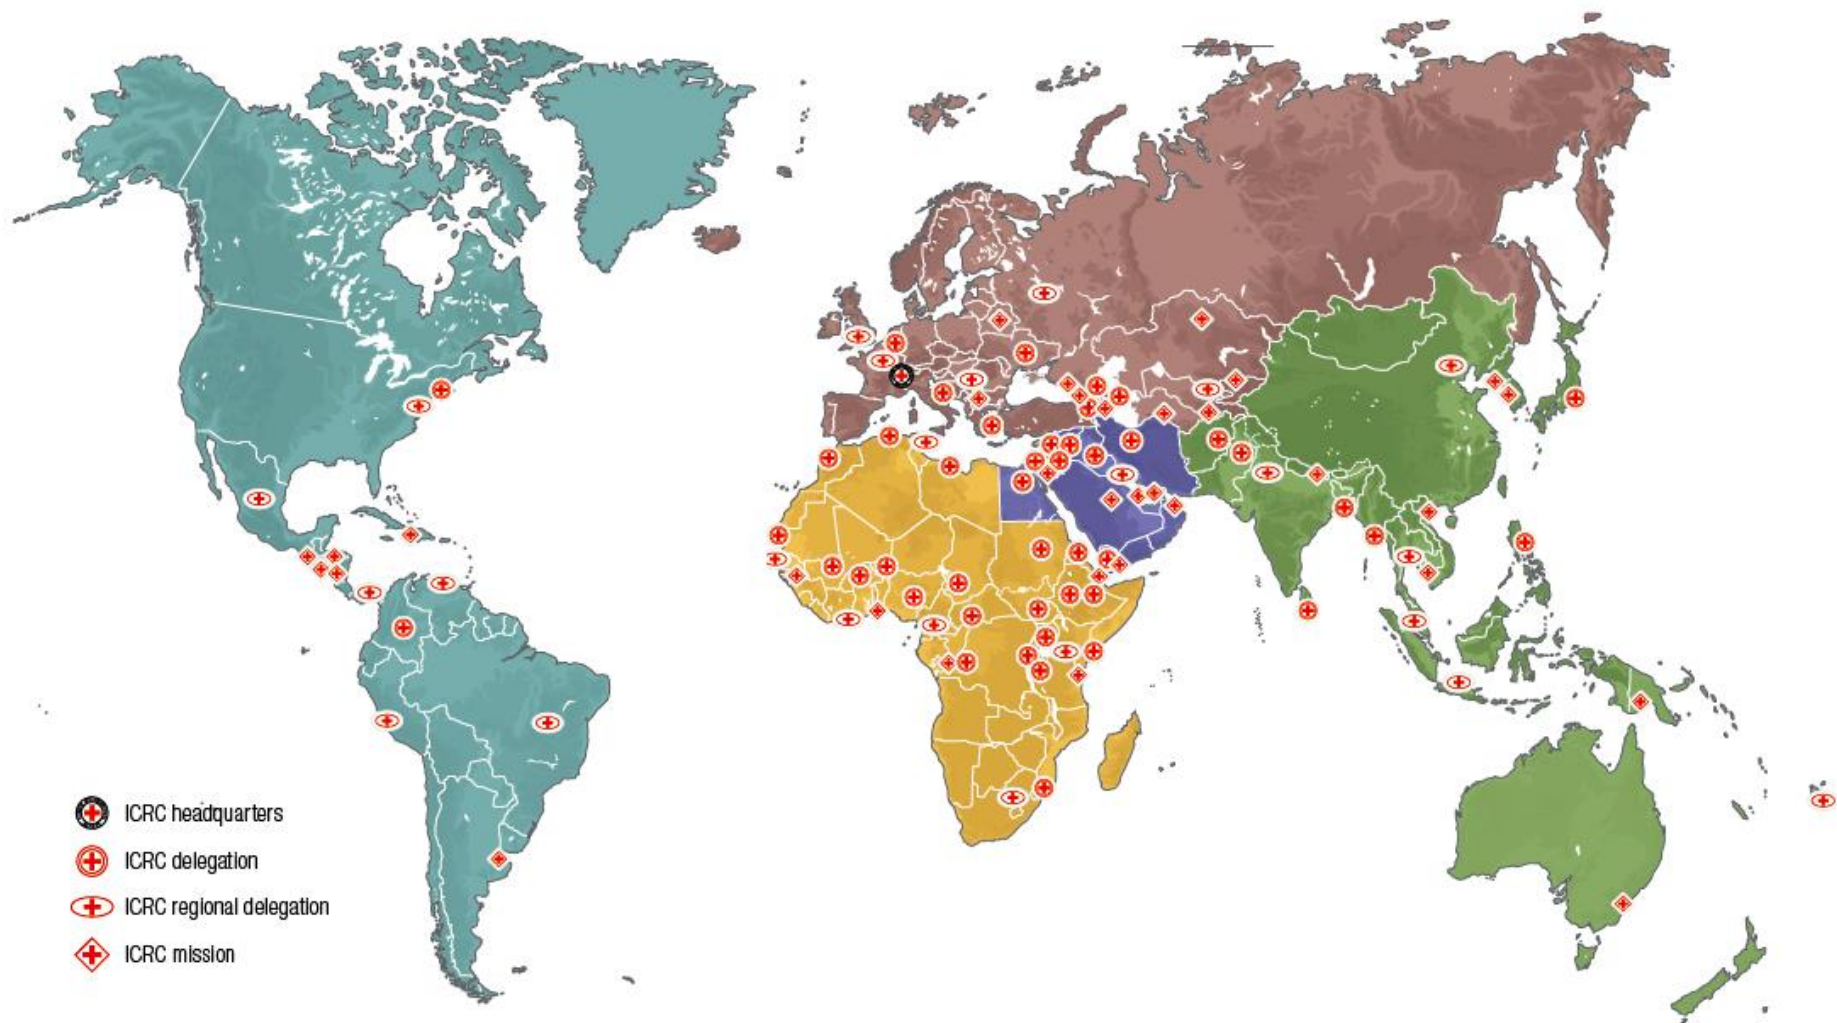 ICRC headquarters
ICRC delegation
ICRC regional delegation
ICRC mission